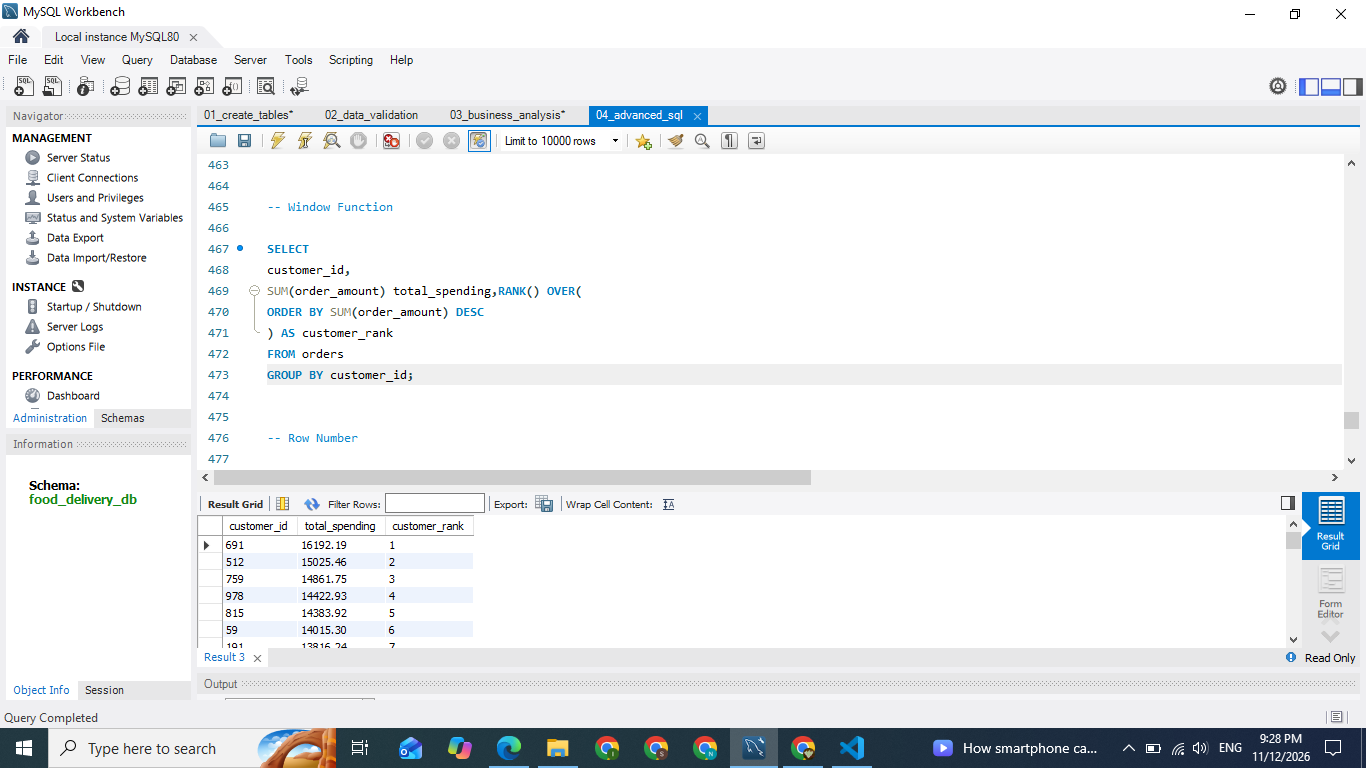 MySQL Workbench
Local instance MySQL80
File Edit View Query Database Server Tools Scripting Help
Navigator
MANAGEMENT
Server Status
Client Connections
Users and Privileges
Status and System Variables
Data Export
Data Import/Restore
INSTANCE
Startup / Shutdown
Server Logs
Options File
PERFORMANCE
Dashboard
Administration Schemas
Information
Schema:
food_delivery_db
Object Info Session
01_create_tables* 02_data_validation 03_business_analysis* 04_advanced_sql
Limit to 10000 rows
463
464
465 -- Window Function
466
467 SELECT
468 customer_id,
469 SUM(order_amount) total_spending,RANK() OVER(
470 ORDER BY SUM(order_amount) DESC
471 ) AS customer_rank
472 FROM orders
473 GROUP BY customer_id;
474
475
476 -- Row Number
477
Result Grid Filter Rows: Export: Wrap Cell Content:
customer_id total_spending customer_rank
691 16192.19 1
512 15025.46 2
759 14861.75 3
978 14422.93 4
815 14383.92 5
59 14015.30 6
191 13816.24 7
Result Grid
Form Editor
Result 3
Read Only
Output
Query Completed
Type here to search
How smartphone ca...
ENG
9:28 PM
11/12/2026